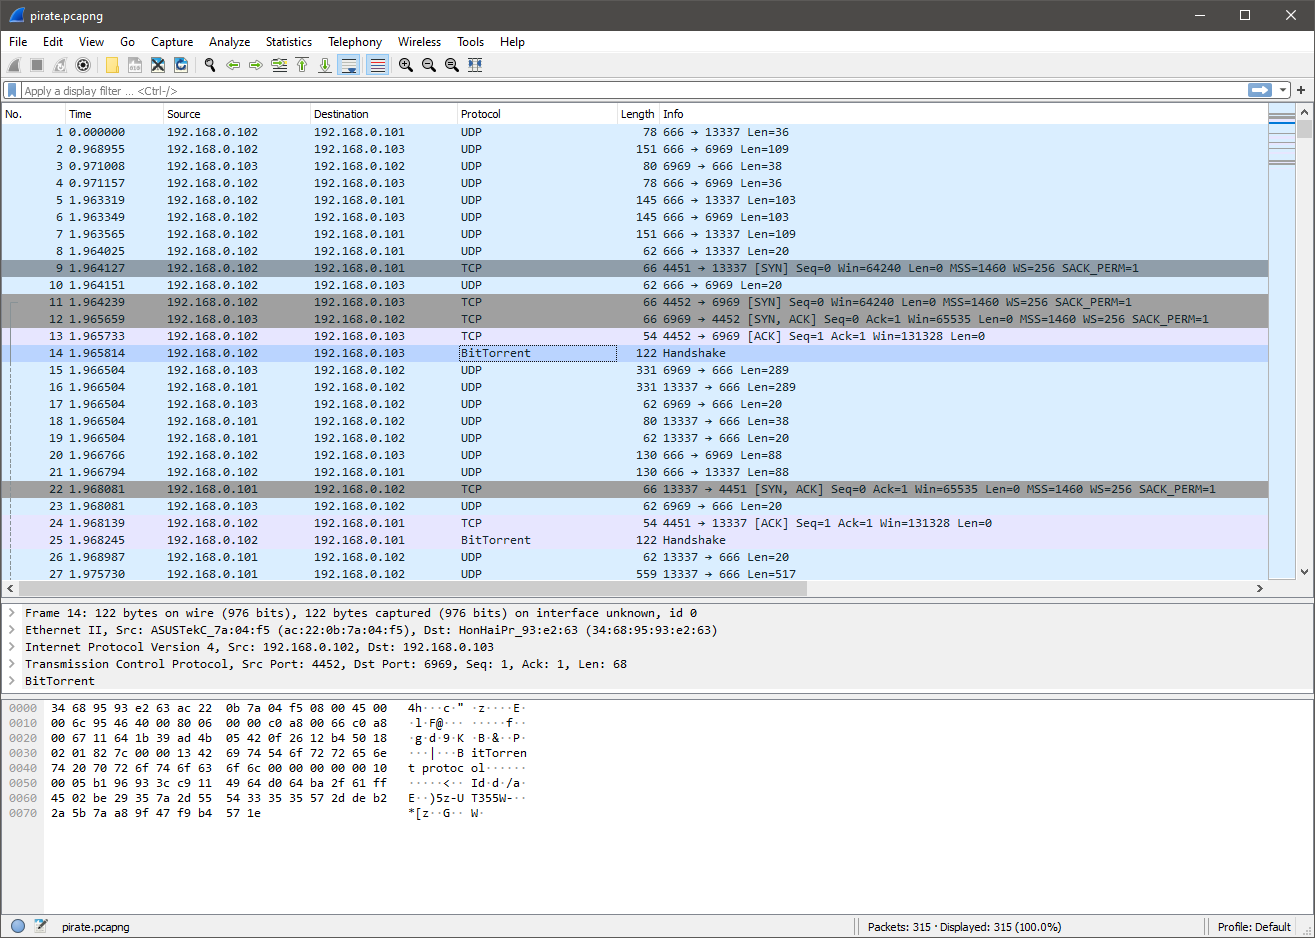 pirate.pcapng
File Edit View Go Capture Analyze Statistics Telephony Wireless Tools Help
Apply a display filter ... <Ctrl-/>
No. Time Source Destination Protocol Length Info
1 0.000000 192.168.0.102 192.168.0.101 UDP 78 666 → 13337 Len=36
2 0.968955 192.168.0.102 192.168.0.103 UDP 151 666 → 6969 Len=109
3 0.971008 192.168.0.103 192.168.0.102 UDP 80 6969 → 666 Len=38
4 0.971157 192.168.0.102 192.168.0.103 UDP 78 666 → 6969 Len=36
5 1.963319 192.168.0.102 192.168.0.101 UDP 145 666 → 13337 Len=103
6 1.963349 192.168.0.102 192.168.0.103 UDP 145 666 → 6969 Len=103
7 1.963565 192.168.0.102 192.168.0.101 UDP 151 666 → 13337 Len=109
8 1.964025 192.168.0.102 192.168.0.101 UDP 62 666 → 13337 Len=20
9 1.964127 192.168.0.102 192.168.0.101 TCP 66 4451 → 13337 [SYN] Seq=0 Win=64240 Len=0 MSS=1460 WS=256 SACK_PERM=1
10 1.964151 192.168.0.102 192.168.0.103 UDP 62 666 → 6969 Len=20
11 1.964239 192.168.0.102 192.168.0.103 TCP 66 4452 → 6969 [SYN] Seq=0 Win=64240 Len=0 MSS=1460 WS=256 SACK_PERM=1
12 1.965659 192.168.0.103 192.168.0.102 TCP 66 6969 → 4452 [SYN, ACK] Seq=0 Ack=1 Win=65535 Len=0 MSS=1460 WS=256 SACK_PERM=1
13 1.965733 192.168.0.102 192.168.0.103 TCP 54 4452 → 6969 [ACK] Seq=1 Ack=1 Win=131328 Len=0
14 1.965814 192.168.0.102 192.168.0.103 BitTorrent 122 Handshake
15 1.966504 192.168.0.103 192.168.0.102 UDP 331 6969 → 666 Len=289
16 1.966504 192.168.0.101 192.168.0.102 UDP 331 13337 → 666 Len=289
17 1.966504 192.168.0.103 192.168.0.102 UDP 62 6969 → 666 Len=20
18 1.966504 192.168.0.101 192.168.0.102 UDP 80 13337 → 666 Len=38
19 1.966504 192.168.0.101 192.168.0.102 UDP 62 13337 → 666 Len=20
20 1.966766 192.168.0.102 192.168.0.103 UDP 130 666 → 6969 Len=88
21 1.966794 192.168.0.102 192.168.0.101 UDP 130 666 → 13337 Len=88
22 1.968081 192.168.0.101 192.168.0.102 TCP 66 13337 → 4451 [SYN, ACK] Seq=0 Ack=1 Win=65535 Len=0 MSS=1460 WS=256 SACK_PERM=1
23 1.968081 192.168.0.103 192.168.0.102 UDP 62 6969 → 666 Len=20
24 1.968139 192.168.0.102 192.168.0.101 TCP 54 4451 → 13337 [ACK] Seq=1 Ack=1 Win=131328 Len=0
25 1.968245 192.168.0.102 192.168.0.101 BitTorrent 122 Handshake
26 1.968987 192.168.0.101 192.168.0.102 UDP 62 13337 → 666 Len=20
27 1.975730 192.168.0.101 192.168.0.102 UDP 559 13337 → 666 Len=517
Frame 14: 122 bytes on wire (976 bits), 122 bytes captured (976 bits) on interface unknown, id 0
Ethernet II, Src: ASUSTekC_7a:04:f5 (ac:22:0b:7a:04:f5), Dst: HonHaiPr_93:e2:63 (34:68:95:93:e2:63)
Internet Protocol Version 4, Src: 192.168.0.102, Dst: 192.168.0.103
Transmission Control Protocol, Src Port: 4452, Dst Port: 6969, Seq: 1, Ack: 1, Len: 68
BitTorrent
0000 34 68 95 93 e2 63 ac 22 0b 7a 04 f5 08 00 45 00 4h···c·" ·z····E·
0010 00 6c 95 46 40 00 80 06 00 00 c0 a8 00 66 c0 a8 ·l·F@··· ·····f··
0020 00 67 11 64 1b 39 ad 4b 05 42 0f 26 12 b4 50 18 ·g·d·9·K ·B·&··P·
0030 02 01 82 7c 00 00 13 42 69 74 54 6f 72 72 65 6e ···|···B itTorren
0040 74 20 70 72 6f 74 6f 63 6f 6c 00 00 00 00 00 10 t protoc ol······
0050 00 05 b1 96 93 3c c9 11 49 64 d0 64 ba 2f 61 ff ·····<·· Id·d·/a·
0060 45 02 be 29 35 7a 2d 55 54 33 35 35 57 2d de b2 E··)5z-U T355W-··
0070 2a 5b 7a a8 9f 47 f9 b4 57 1e *[z··G·· W·
pirate.pcapng Packets: 315 · Displayed: 315 (100.0%) Profile: Default